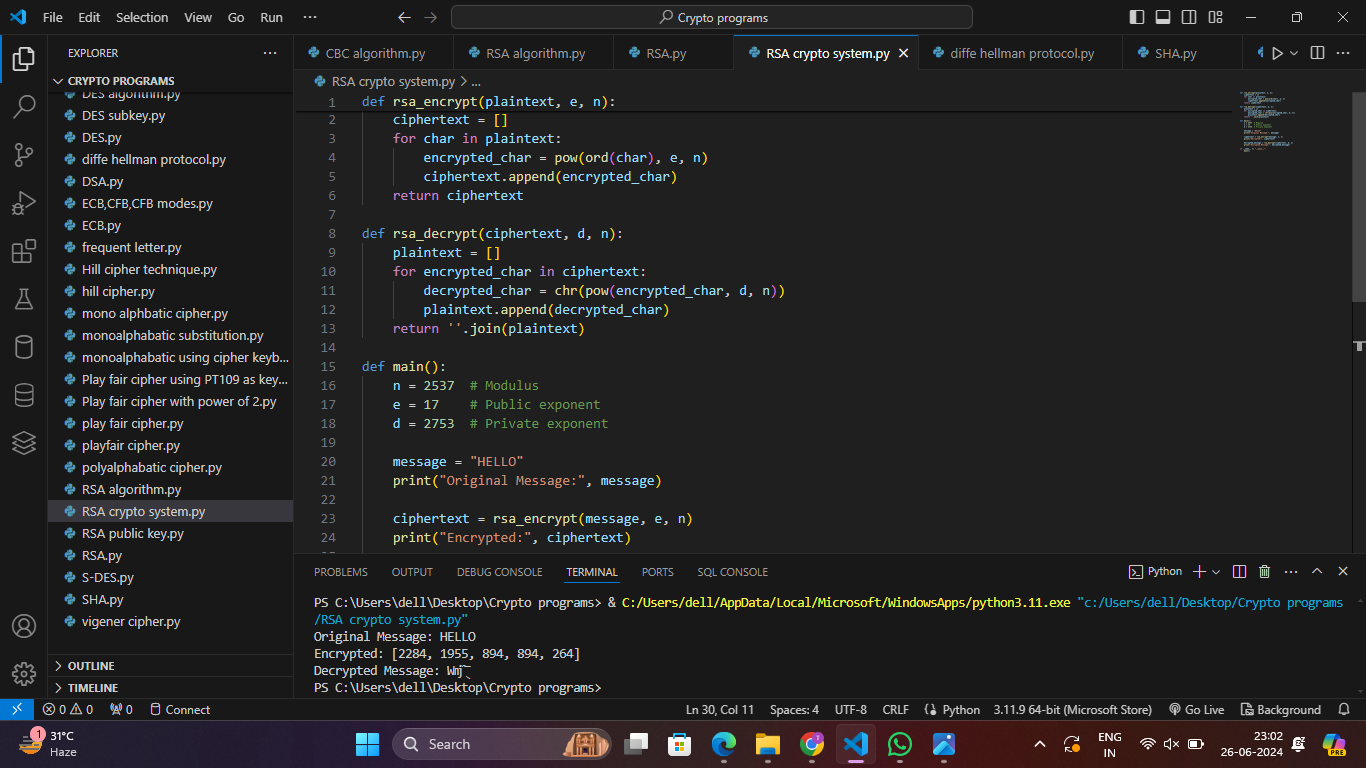 File Edit Selection View Go Run ···
Crypto programs
EXPLORER ···
CRYPTO PROGRAMS
DES algorithm.py
DES subkey.py
DES.py
diffe hellman protocol.py
DSA.py
ECB,CFB,CFB modes.py
ECB.py
frequent letter.py
Hill cipher technique.py
hill cipher.py
mono alphbatic cipher.py
monoalphabatic substitution.py
monoalphabatic using cipher keyb...
Play fair cipher using PT109 as key...
Play fair cipher with power of 2.py
play fair cipher.py
playfair cipher.py
polyalphabatic cipher.py
RSA algorithm.py
RSA crypto system.py
RSA public key.py
RSA.py
S-DES.py
SHA.py
vigener cipher.py
OUTLINE
TIMELINE
CBC algorithm.py RSA algorithm.py RSA.py RSA crypto system.py diffe hellman protocol.py SHA.py ···
RSA crypto system.py > ...
1 def rsa_encrypt(plaintext, e, n):
2 ciphertext = []
3 for char in plaintext:
4 encrypted_char = pow(ord(char), e, n)
5 ciphertext.append(encrypted_char)
6 return ciphertext
7
8 def rsa_decrypt(ciphertext, d, n):
9 plaintext = []
10 for encrypted_char in ciphertext:
11 decrypted_char = chr(pow(encrypted_char, d, n))
12 plaintext.append(decrypted_char)
13 return ''.join(plaintext)
14
15 def main():
16 n = 2537 # Modulus
17 e = 17 # Public exponent
18 d = 2753 # Private exponent
19
20 message = "HELLO"
21 print("Original Message:", message)
22
23 ciphertext = rsa_encrypt(message, e, n)
24 print("Encrypted:", ciphertext)
PROBLEMS OUTPUT DEBUG CONSOLE TERMINAL PORTS SQL CONSOLE Python ···
PS C:\Users\dell\Desktop\Crypto programs> & C:/Users/dell/AppData/Local/Microsoft/WindowsApps/python3.11.exe "c:/Users/dell/Desktop/Crypto programs
/RSA crypto system.py"
Original Message: HELLO
Encrypted: [2284, 1955, 894, 894, 264]
Decrypted Message:
PS C:\Users\dell\Desktop\Crypto programs>
0 0 0 Connect Ln 30, Col 11 Spaces: 4 UTF-8 CRLF Python 3.11.9 64-bit (Microsoft Store) Go Live Background
1
31°C
Haze
Search
PRE
ENG
IN
23:02
26-06-2024